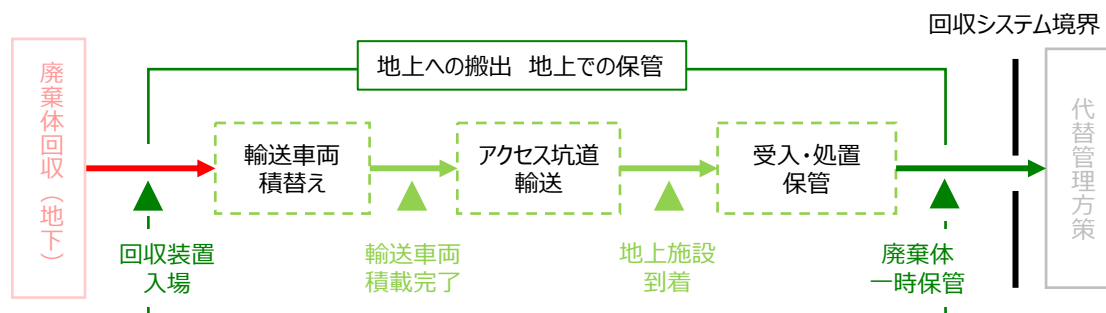 回収システム境界
地上への搬出 地上での保管
廃棄体回収（地下）
輸送車両
積替え
アクセス坑道
輸送
受入・処置
保管
代替管理方策
回収装置
入場
輸送車両
積載完了
地上施設
到着
廃棄体
一時保管